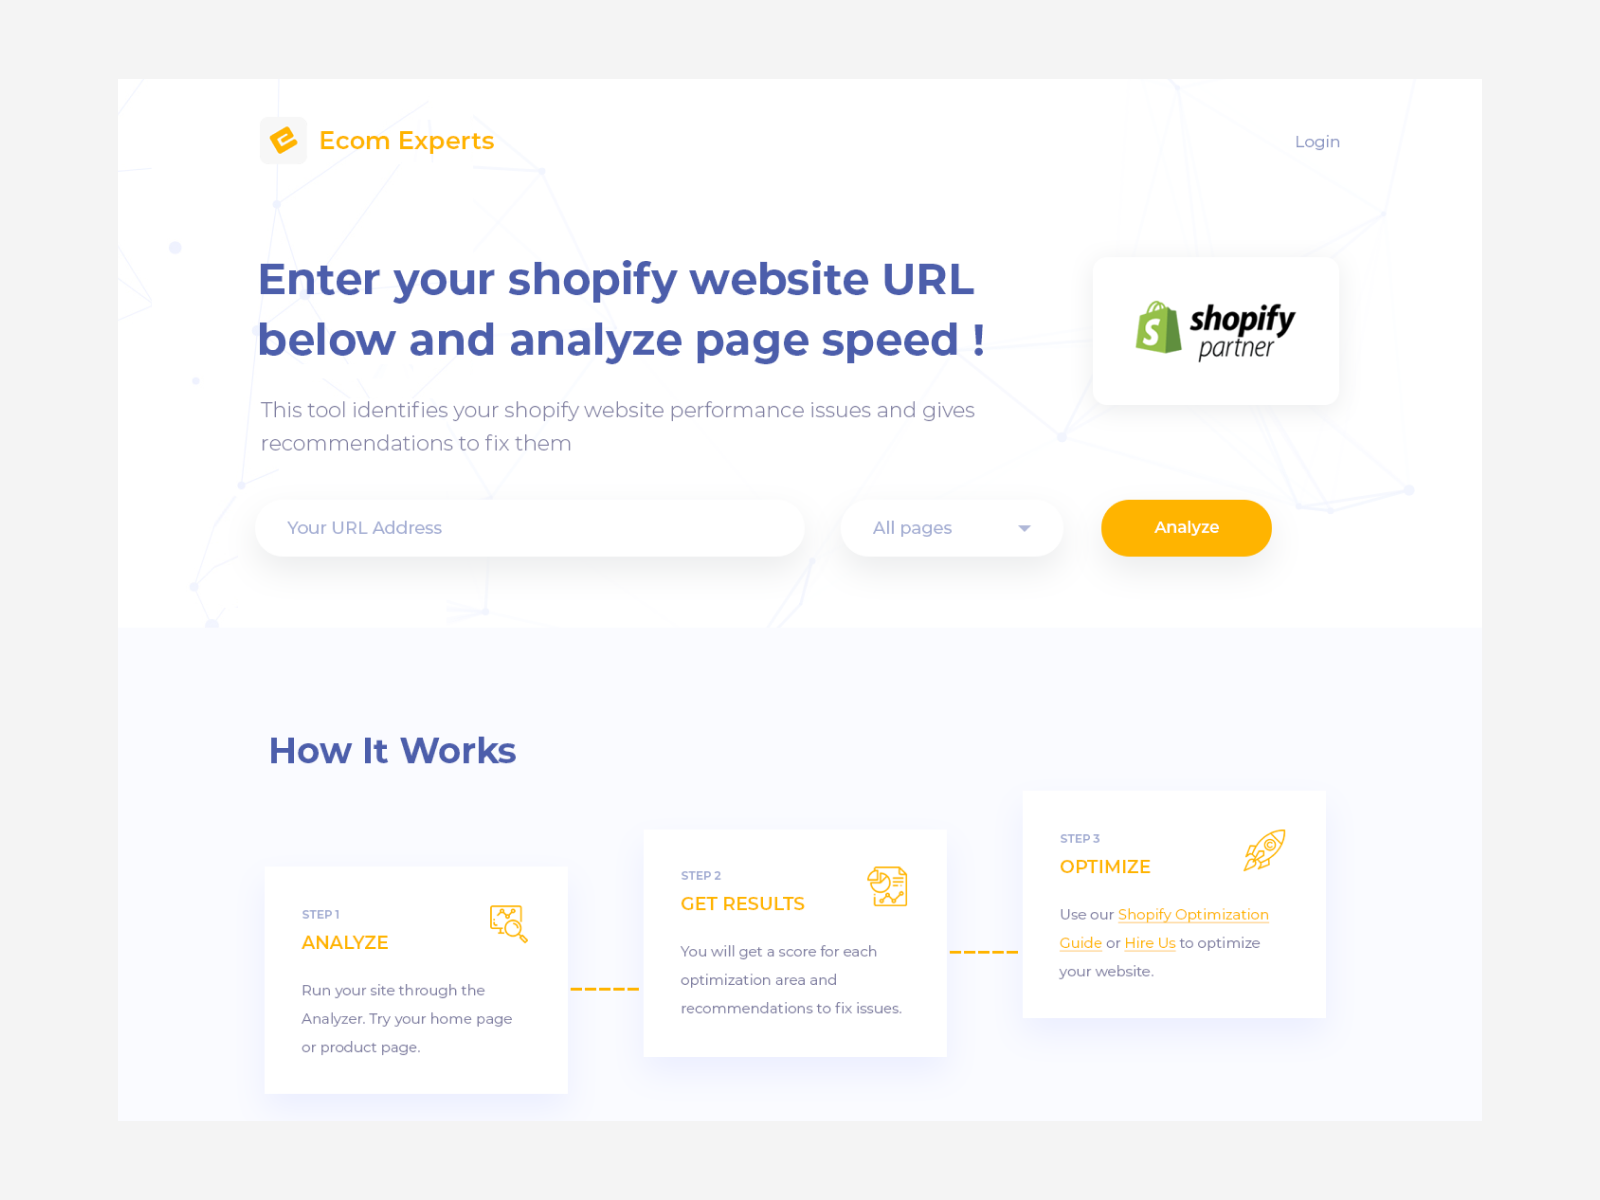 Ecom Experts
Login
Enter your shopify website URL
below and analyze page speed !
shopify
partner
This tool identifies your shopify website performance issues and gives
recommendations to fix them
Your URL Address
All pages
Analyze
How It Works
STEP 1
ANALYZE
Run your site through the
Analyzer. Try your home page
or product page.
STEP 2
GET RESULTS
You will get a score for each
optimization area and
recommendations to fix issues.
STEP 3
OPTIMIZE
Use our Shopify Optimization
Guide or Hire Us to optimize
your website.